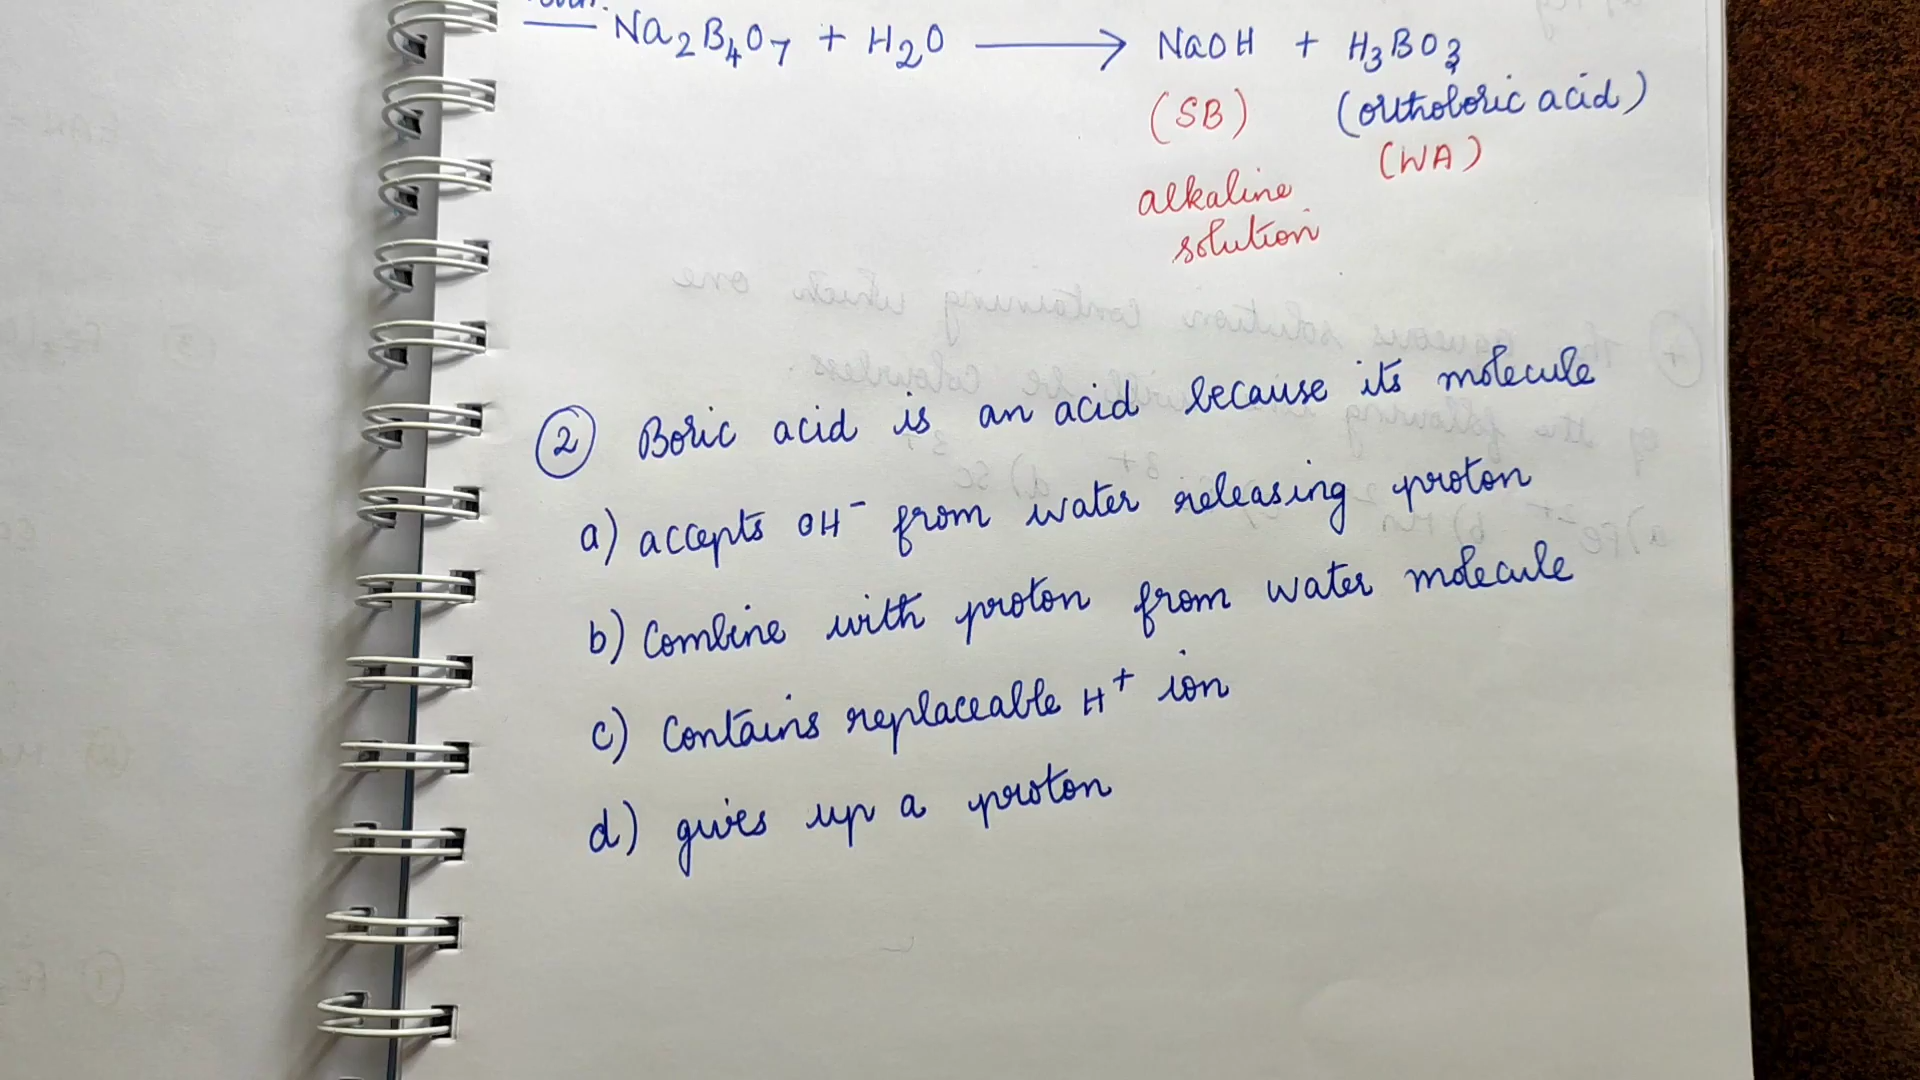 Na₂B₄O₇ + H₂O ⟶ NaOH + H₃BO₃
(SB) (orthoboric acid)
(WA)
alkaline
solution
② Boric acid is an acid because its molecule
a) accepts OH⁻ from water releasing proton
b) Combine with proton from water molecule
c) Contains replaceable H⁺ ion
d) gives up a proton